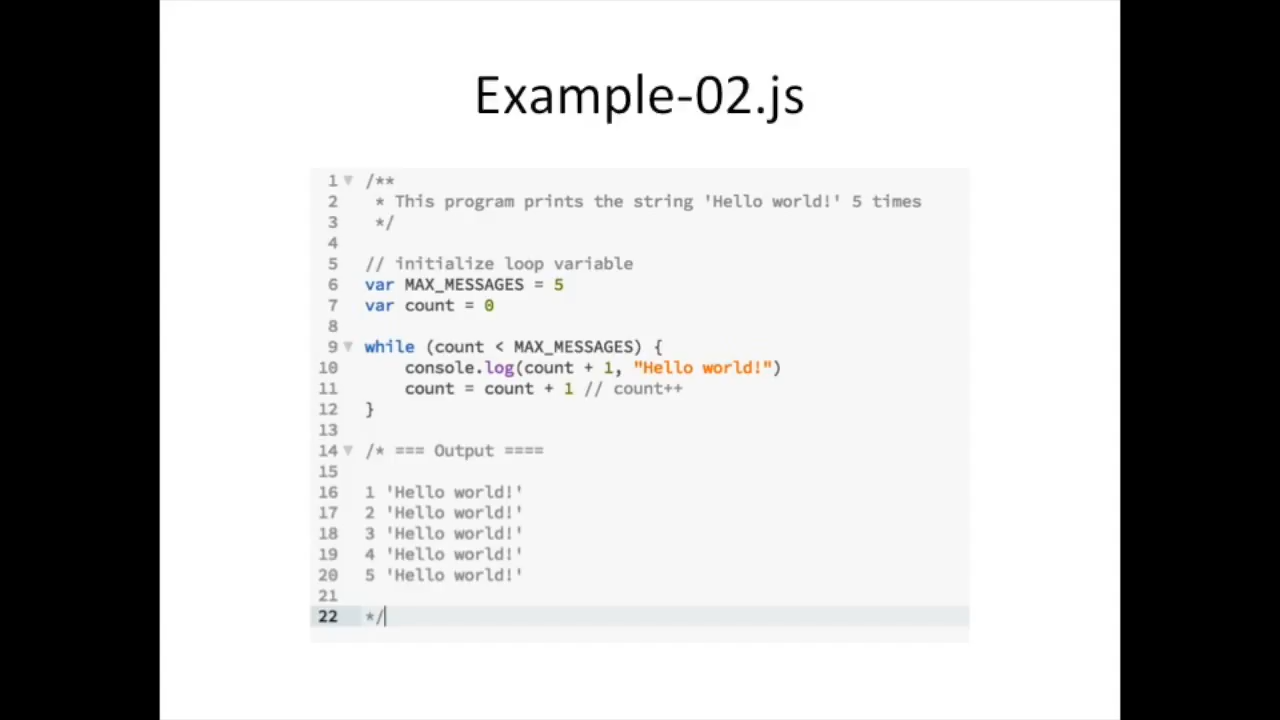 Example-02.js
1 /**
2  * This program prints the string 'Hello world!' 5 times
3  */
4
5 // initialize loop variable
6 var MAX_MESSAGES = 5
7 var count = 0
8
9 while (count < MAX_MESSAGES) {
10     console.log(count + 1, "Hello world!")
11     count = count + 1 // count++
12 }
13
14 /* === Output ====
15
16 1 'Hello world!'
17 2 'Hello world!'
18 3 'Hello world!'
19 4 'Hello world!'
20 5 'Hello world!'
21
22 */